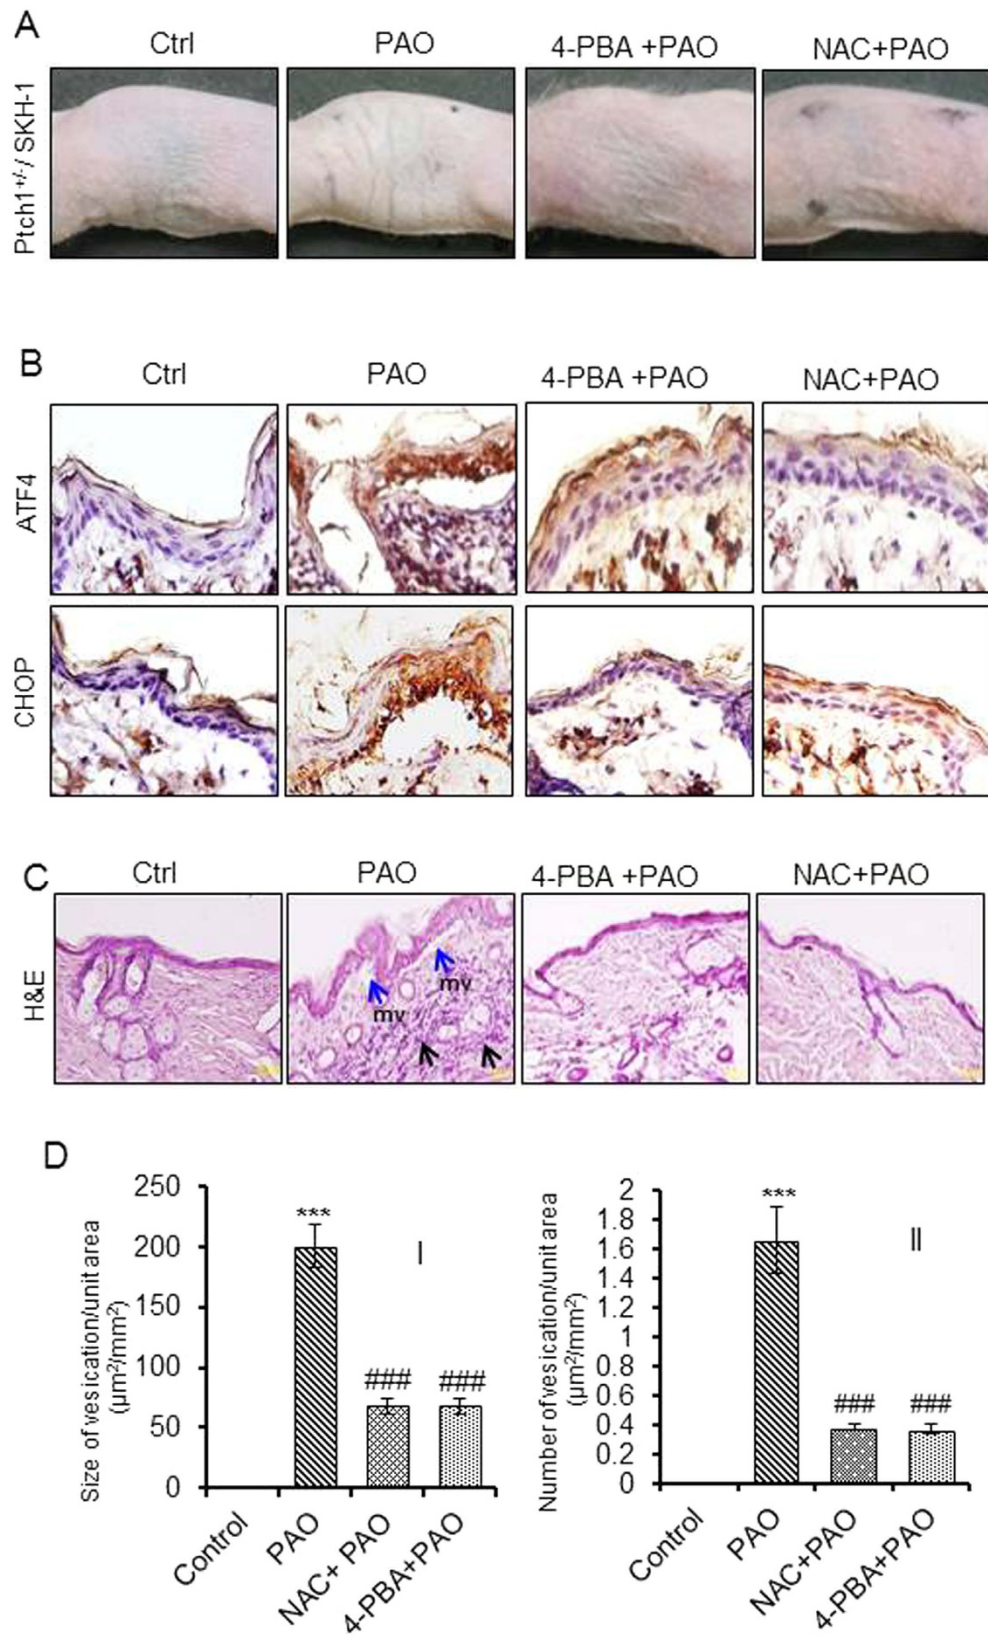 A
Ctrl PAO 4-PBA +PAO NAC+PAO
Ptch1+/-/ SKH-1
B
Ctrl PAO 4-PBA +PAO NAC+PAO
ATF4
CHOP
C
Ctrl PAO 4-PBA +PAO NAC+PAO
H&E
mv mv
D
Size of vesication/unit area
(µm²/mm²)
250
200
150
100
50
0
***
###
###
I
Control
PAO
NAC+ PAO
4-PBA+PAO
Number of vesication/unit area
(µm²/mm²)
2
1.8
1.6
1.4
1.2
1
0.8
0.6
0.4
0.2
0
***
###
###
II
Control
PAO
NAC+PAO
4-PBA+PAO